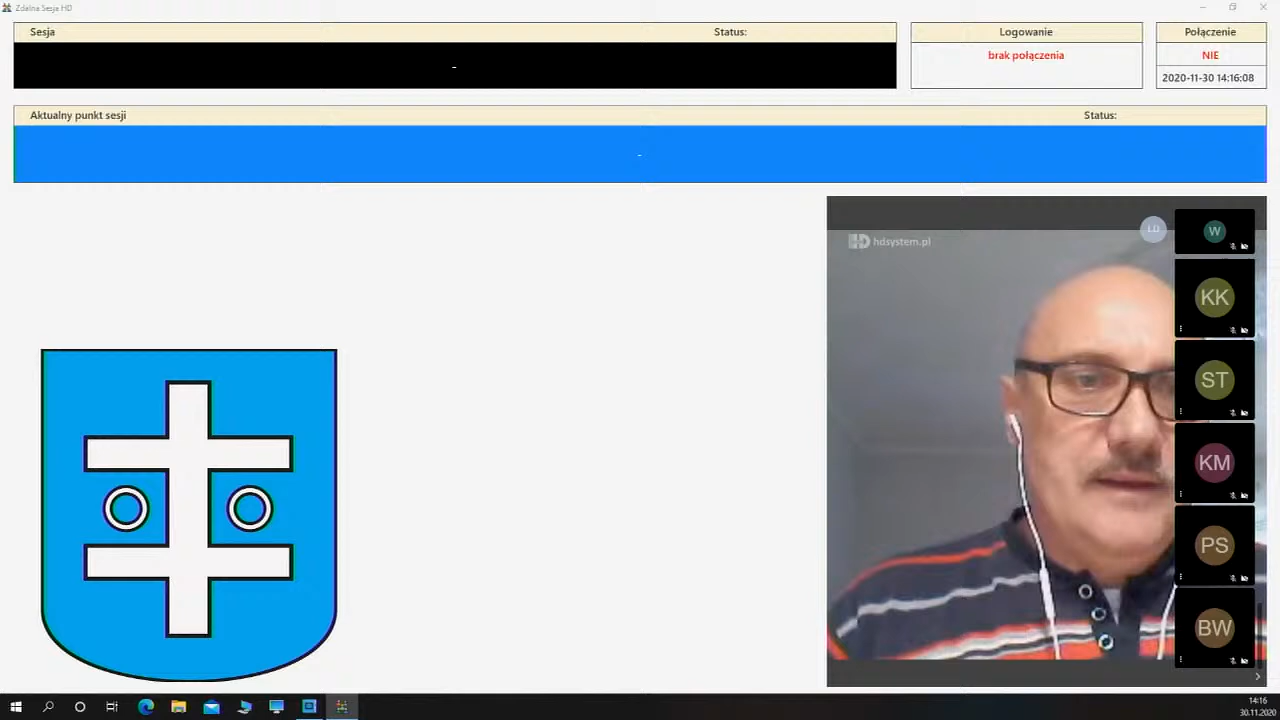 Zdalna Sesja HD
Sesja
Status:
-
Logowanie
brak połączenia
Połączenie
NIE
2020-11-30 14:16:08
Aktualny punkt sesji
Status:
-
hdsystem.pl
LD
W
KK
ST
KM
PS
BW
14:16
30.11.2020